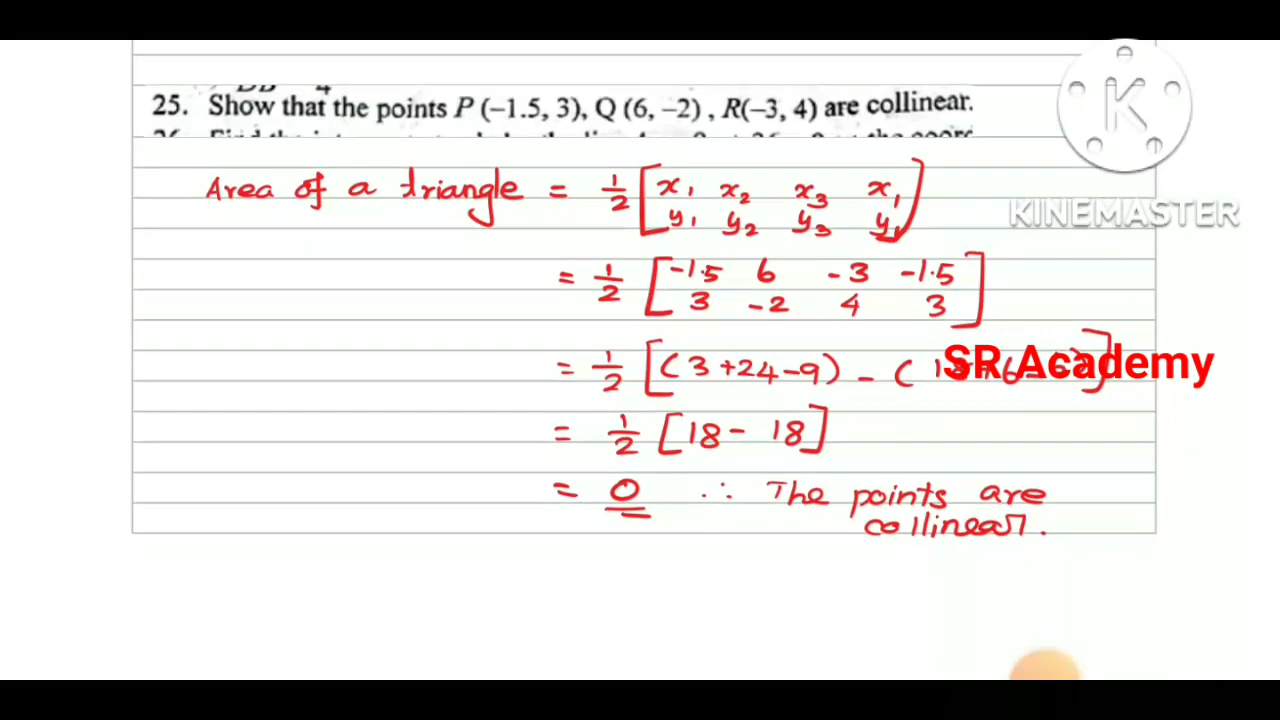 25. Show that the points P (–1.5, 3), Q (6, –2) , R(–3, 4) are collinear.
Area of a triangle = 1/2 [x₁ x₂ x₃ x₁
y₁ y₂ y₃ y₁]
KINEMASTER
= 1/2 [-1.5 6 -3 -1.5
3 -2 4 3]
= 1/2 [(3+24-9) - (
SR Academy
= 1/2 [18 - 18]
= 0 ∴ The points are
collinear.